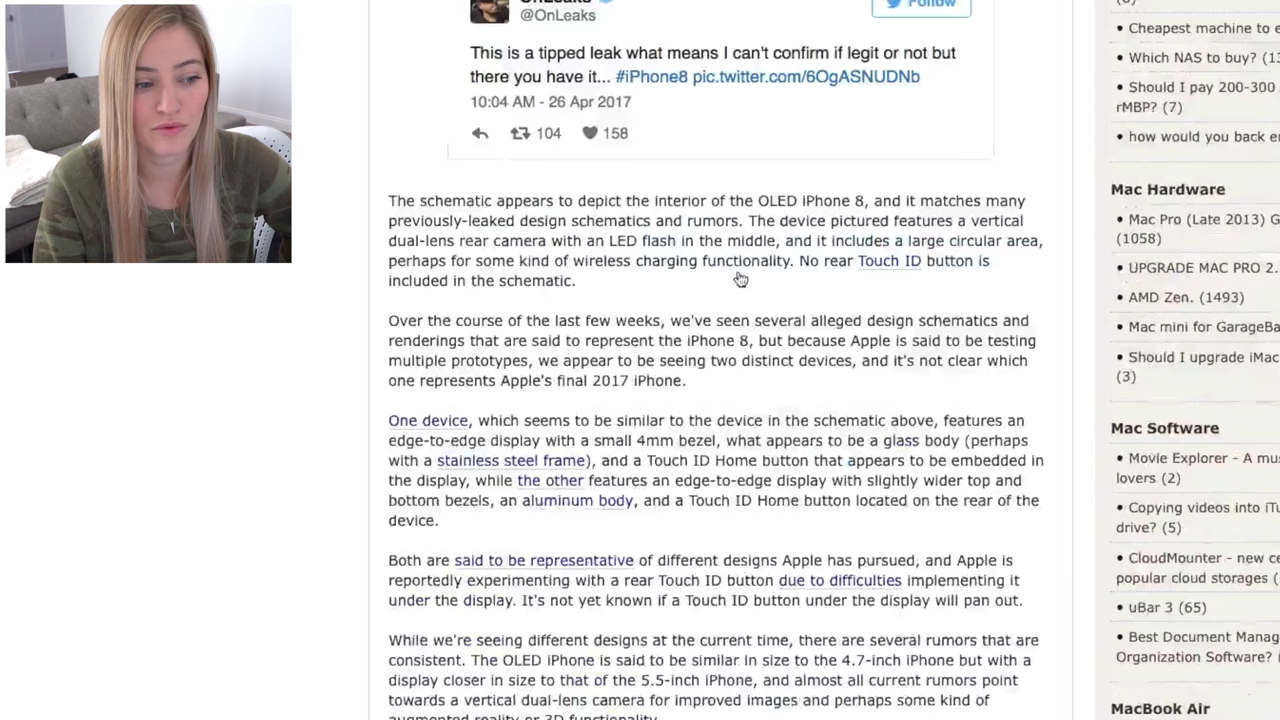 OnLeaks
@OnLeaks
Follow
This is a tipped leak what means I can't confirm if legit or not but
there you have it... #iPhone8 pic.twitter.com/6OgASNUDNb
10:04 AM - 26 Apr 2017
104 158
The schematic appears to depict the interior of the OLED iPhone 8, and it matches many
previously-leaked design schematics and rumors. The device pictured features a vertical
dual-lens rear camera with an LED flash in the middle, and it includes a large circular area,
perhaps for some kind of wireless charging functionality. No rear Touch ID button is
included in the schematic.
Over the course of the last few weeks, we've seen several alleged design schematics and
renderings that are said to represent the iPhone 8, but because Apple is said to be testing
multiple prototypes, we appear to be seeing two distinct devices, and it's not clear which
one represents Apple's final 2017 iPhone.
One device, which seems to be similar to the device in the schematic above, features an
edge-to-edge display with a small 4mm bezel, what appears to be a glass body (perhaps
with a stainless steel frame), and a Touch ID Home button that appears to be embedded in
the display, while the other features an edge-to-edge display with slightly wider top and
bottom bezels, an aluminum body, and a Touch ID Home button located on the rear of the
device.
Both are said to be representative of different designs Apple has pursued, and Apple is
reportedly experimenting with a rear Touch ID button due to difficulties implementing it
under the display. It's not yet known if a Touch ID button under the display will pan out.
While we're seeing different designs at the current time, there are several rumors that are
consistent. The OLED iPhone is said to be similar in size to the 4.7-inch iPhone but with a
display closer in size to that of the 5.5-inch iPhone, and almost all current rumors point
towards a vertical dual-lens camera for improved images and perhaps some kind of
augmented reality or 3D functionality.
• Cheapest machine to e
• Which NAS to buy? (13
• Should I pay 200-300
rMBP? (7)
• how would you back e
Mac Hardware
• Mac Pro (Late 2013) G
(1058)
• UPGRADE MAC PRO 2.
• AMD Zen. (1493)
• Mac mini for GarageBa
• Should I upgrade iMac
(3)
Mac Software
• Movie Explorer - A mus
lovers (2)
• Copying videos into iTu
drive? (5)
• CloudMounter - new ce
popular cloud storages (
• uBar 3 (65)
• Best Document Manag
Organization Software? (
MacBook Air